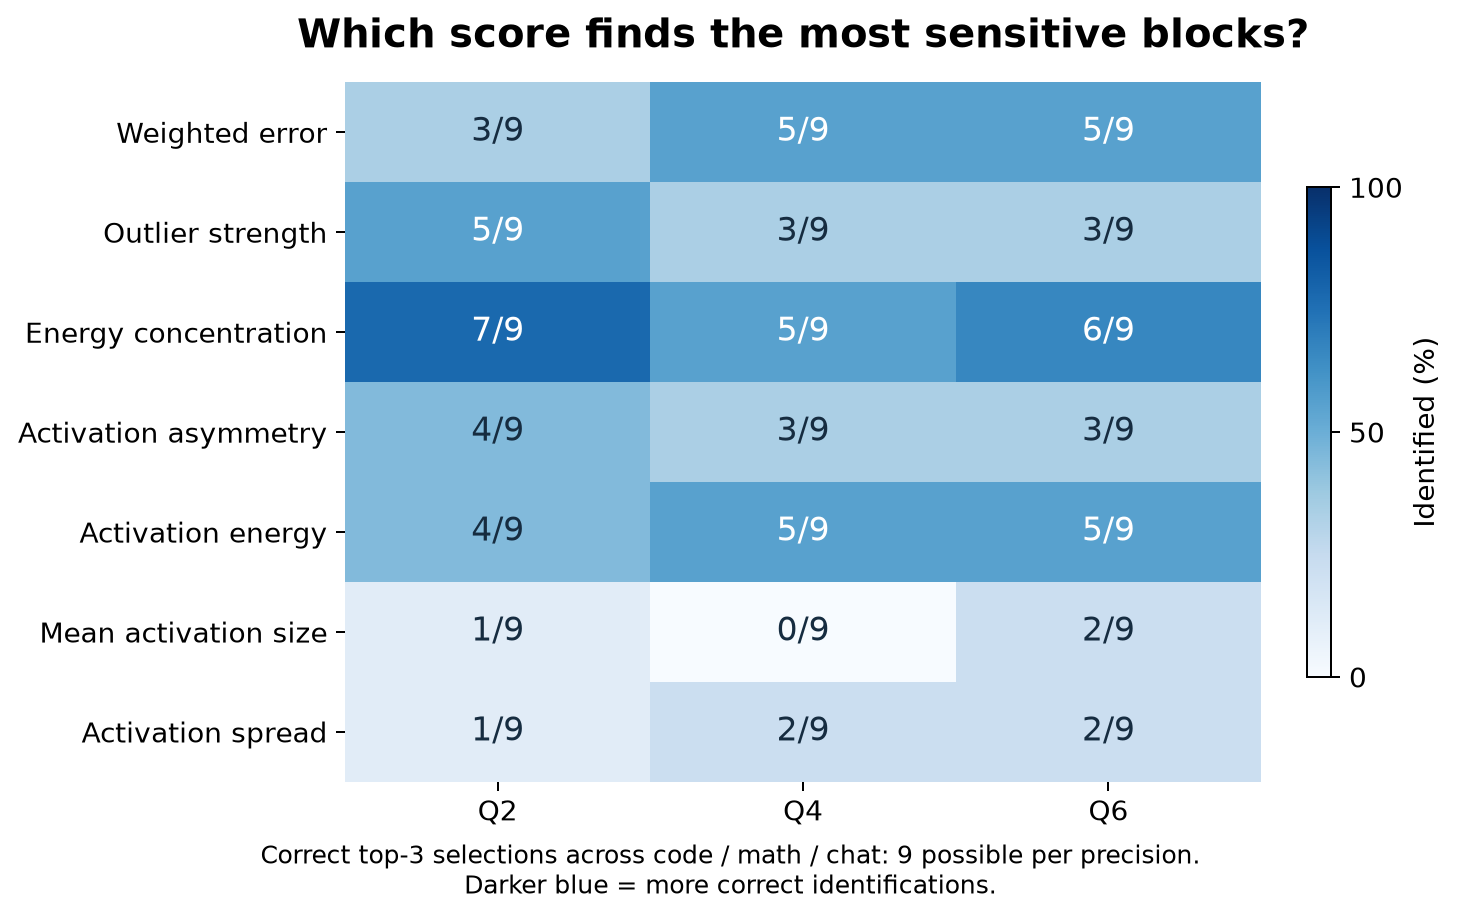 Which score finds the most sensitive blocks?
Weighted error 3/9 5/9 5/9
Outlier strength 5/9 3/9 3/9
Energy concentration 7/9 5/9 6/9
Activation asymmetry 4/9 3/9 3/9
Activation energy 4/9 5/9 5/9
Mean activation size 1/9 0/9 2/9
Activation spread 1/9 2/9 2/9
Q2 Q4 Q6
100
50
0
Identified (%)
Correct top-3 selections across code / math / chat: 9 possible per precision.
Darker blue = more correct identifications.